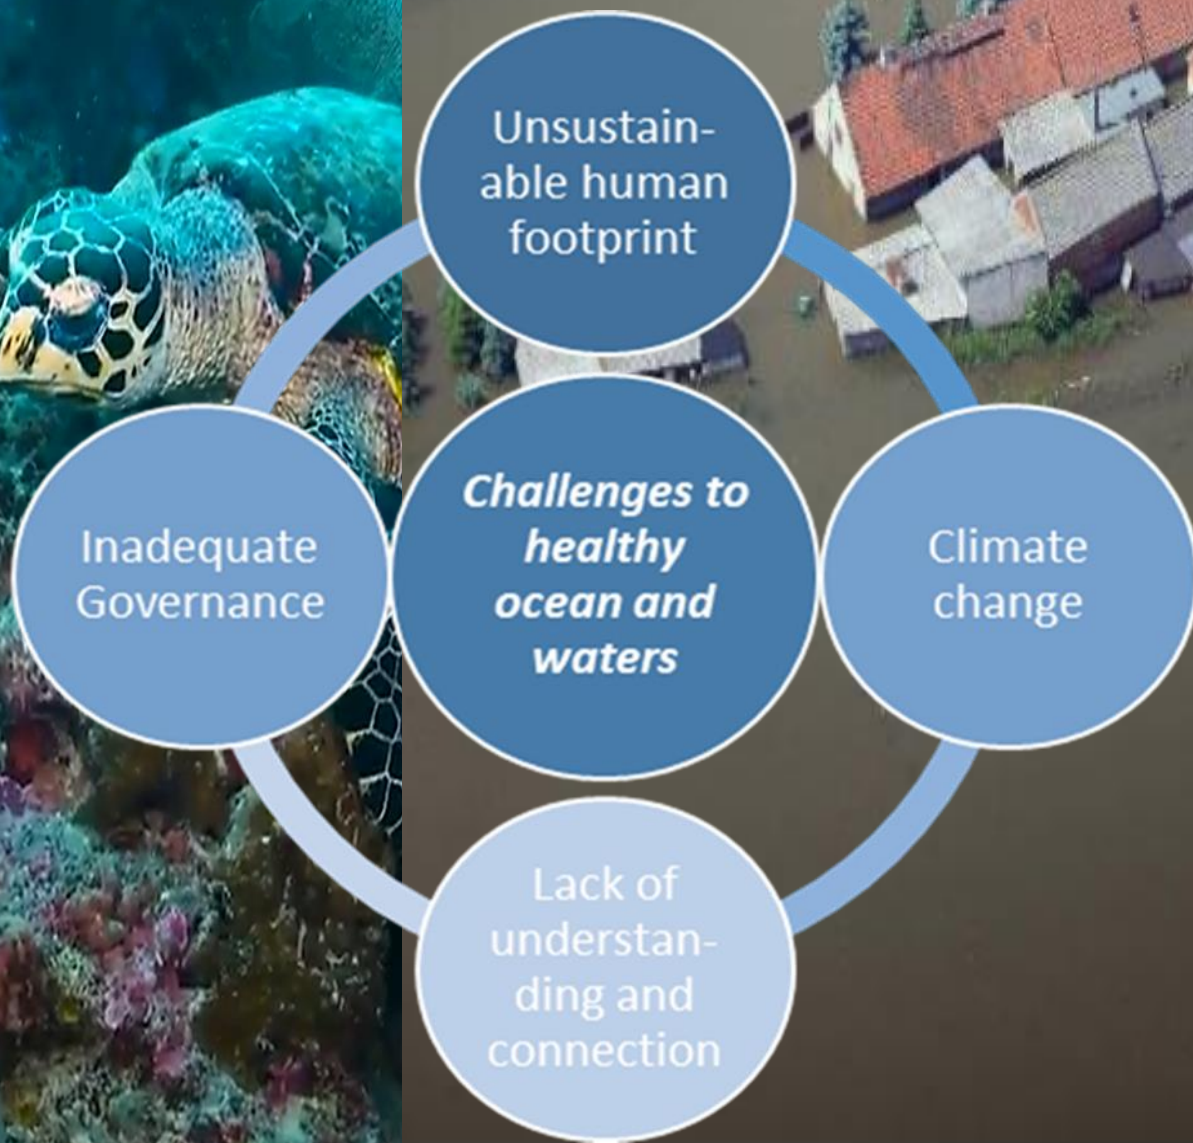 Unsustain-
able human
footprint
Challenges to
healthy
ocean and
waters
Inadequate
Governance
Climate
change
Lack of
understan-
ding and
connection